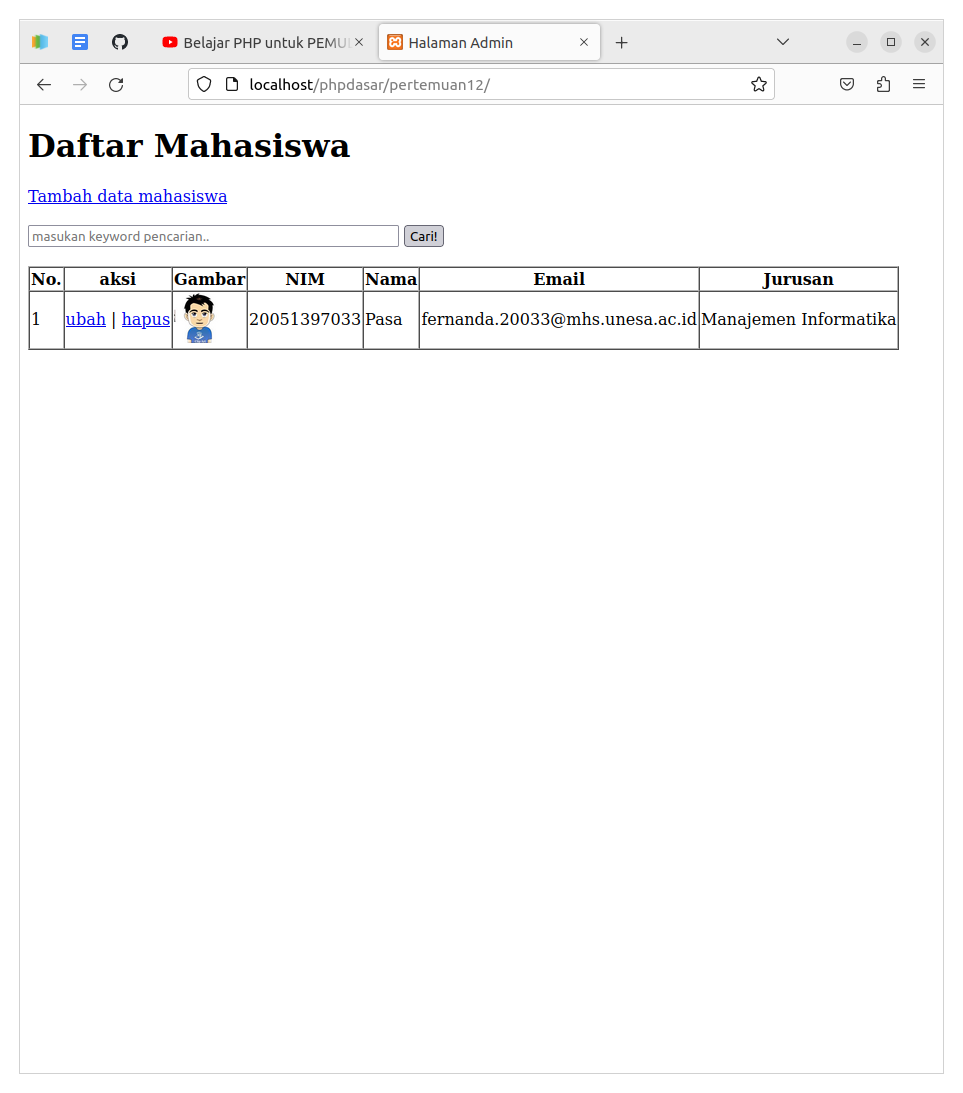 Belajar PHP untuk PEMU
Halaman Admin
localhost/phpdasar/pertemuan12/
Daftar Mahasiswa
Tambah data mahasiswa
masukan keyword pencarian.. Cari!
No. aksi Gambar NIM Nama Email Jurusan
1 ubah | hapus 20051397033 Pasa fernanda.20033@mhs.unesa.ac.id Manajemen Informatika